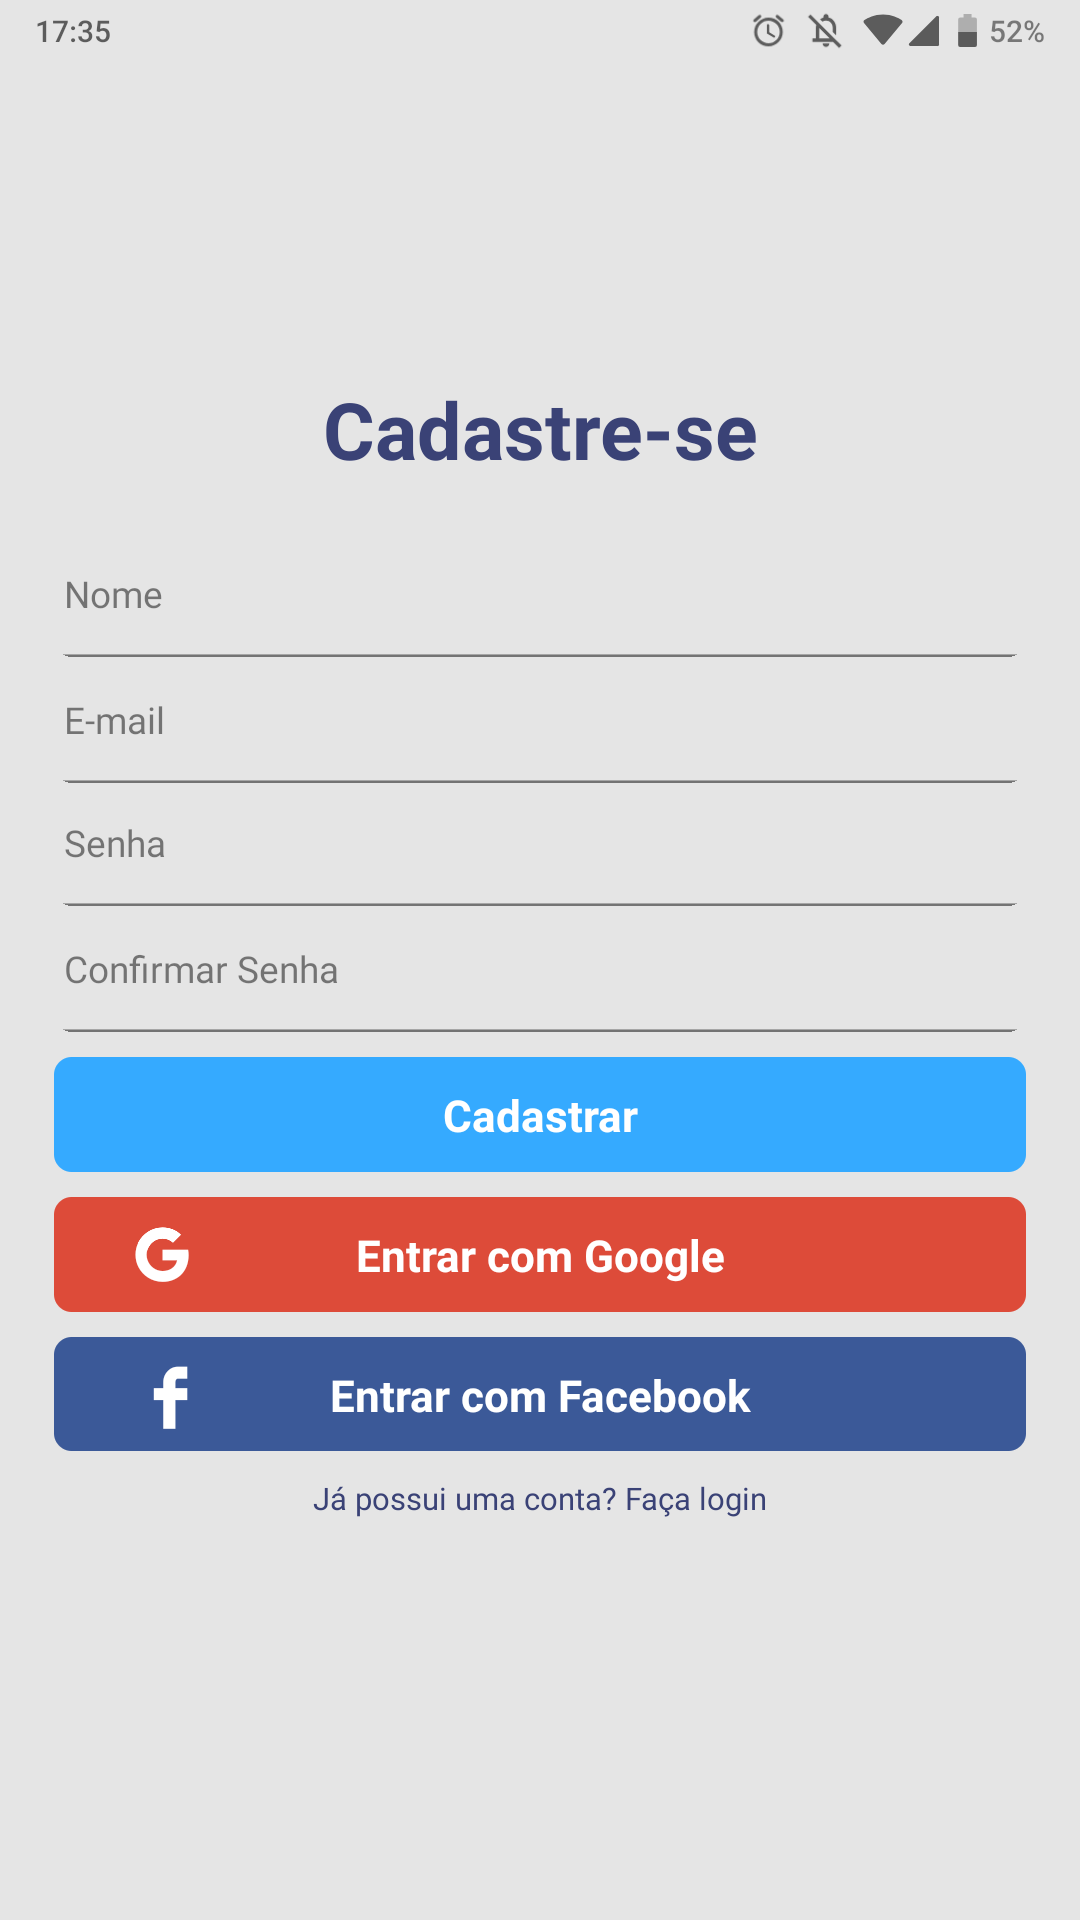 17:35 52%
Cadastre-se
Nome
E-mail
Senha
Confirmar Senha
Cadastrar
Entrar com Google
Entrar com Facebook
Já possui uma conta? Faça login